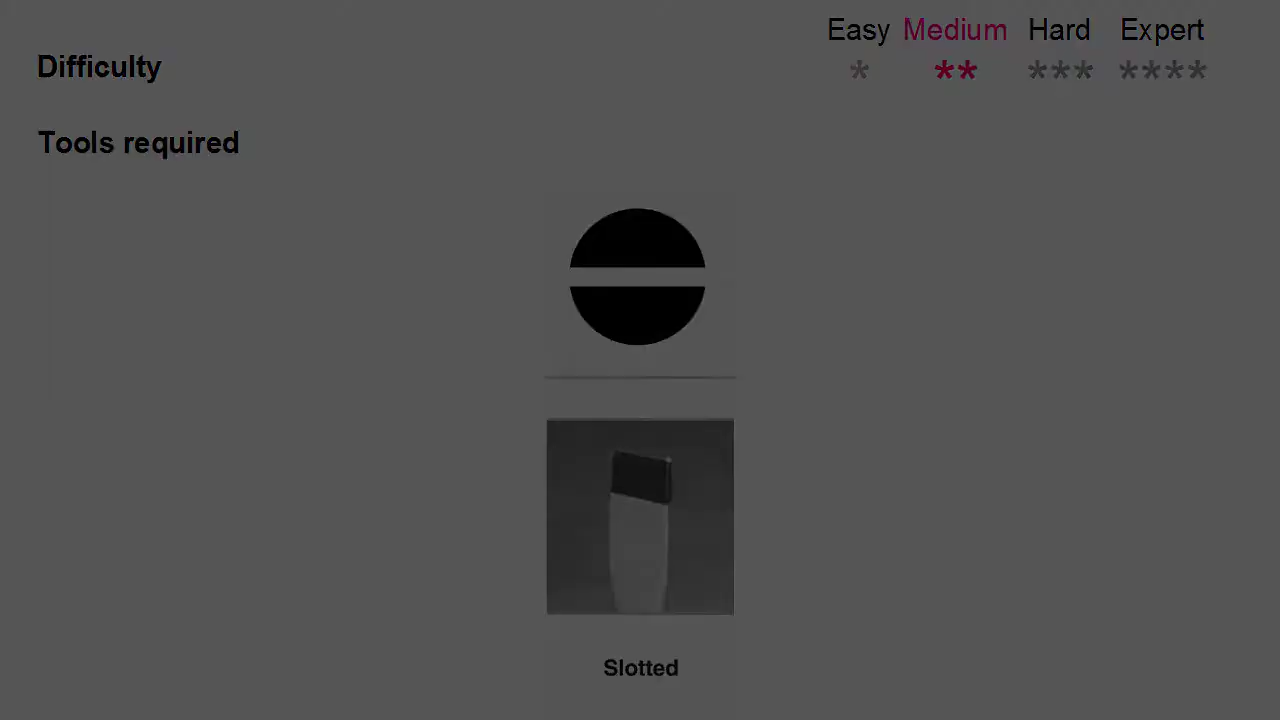 Easy Medium Hard Expert
Difficulty * ** *** ****
Tools required
Slotted